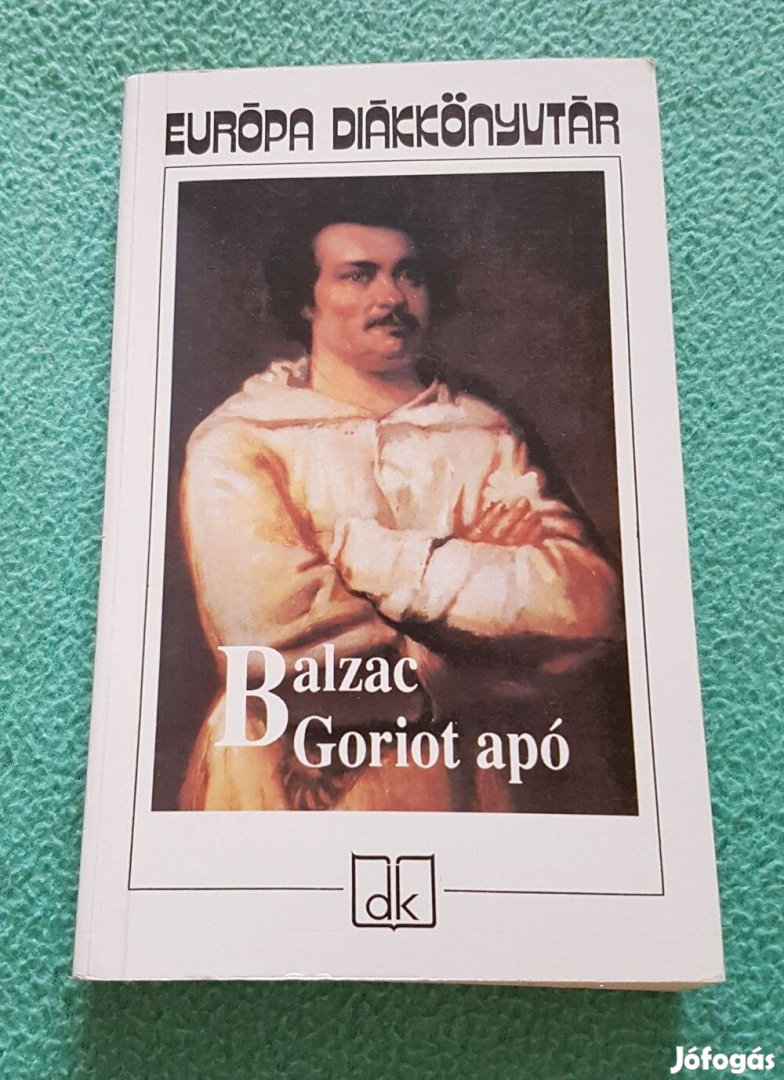 EURÓPA DIÁKKÖNYVTÁR
Balzac
Goriot apó
dk
Jófogás